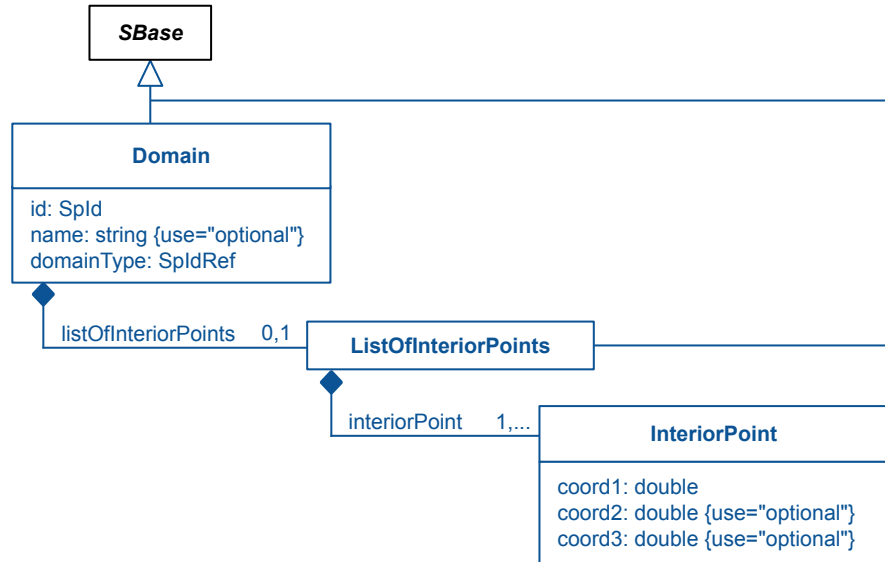 SBase
Domain
id: SpId
name: string {use="optional"}
domainType: SpIdRef
listOfInteriorPoints 0,1
ListOfInteriorPoints
interiorPoint 1,...
InteriorPoint
coord1: double
coord2: double {use="optional"}
coord3: double {use="optional"}